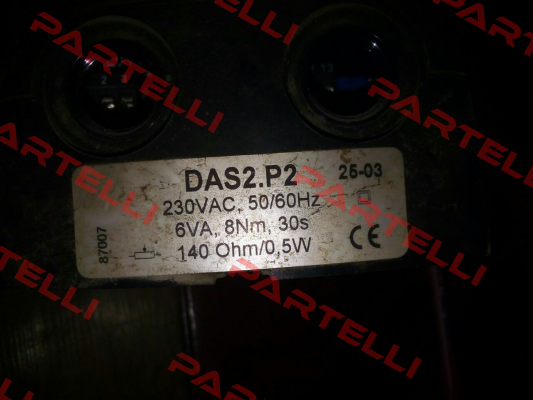 DAS2.P2 25-03
230VAC, 50/60Hz
6VA, 8Nm, 30s
140 Ohm/0,5W
CE
87007
PARTELLI
PARTELLI
PARTELLI
PARTELLI
PARTELLI
PARTELLI
PARTELLI
PARTELLI